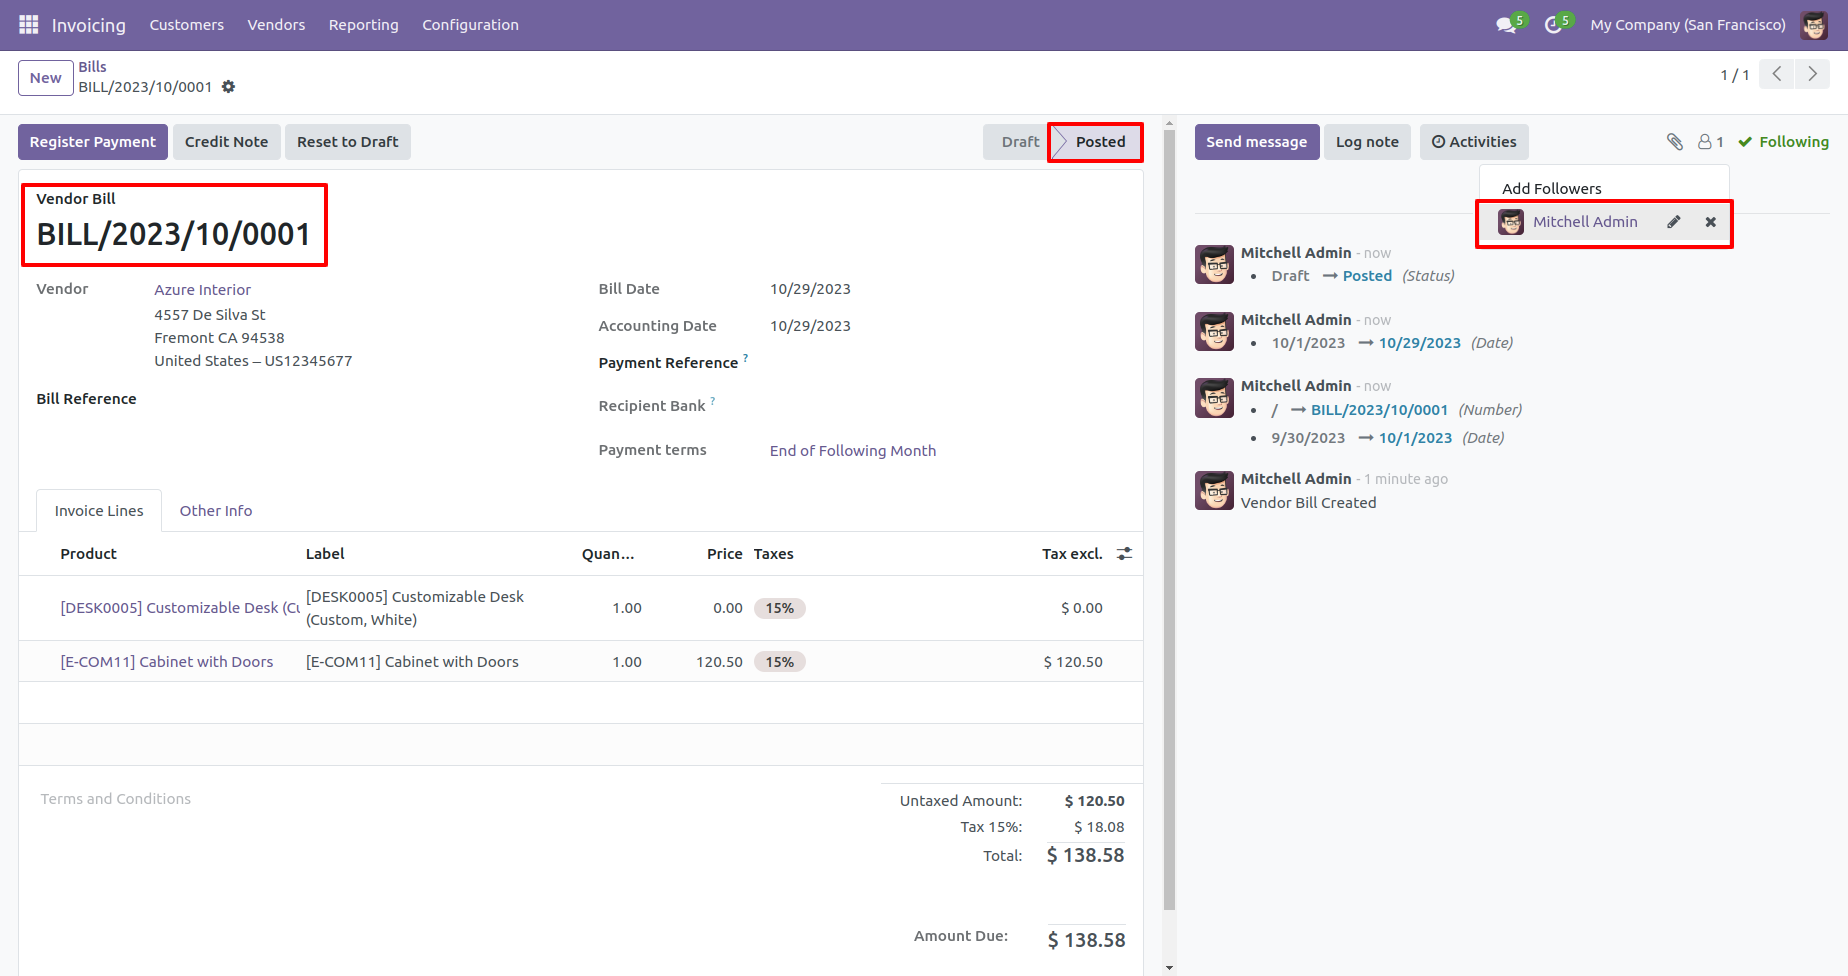 Invoicing Customers Vendors Reporting Configuration 5 5 My Company (San Francisco)
New Bills
BILL/2023/10/0001 1 / 1
Register Payment Credit Note Reset to Draft Draft Posted
Vendor Bill
BILL/2023/10/0001
Vendor Azure Interior
4557 De Silva St
Fremont CA 94538
United States – US12345677
Bill Reference
Bill Date 10/29/2023
Accounting Date 10/29/2023
Payment Reference ?
Recipient Bank ?
Payment terms End of Following Month
Invoice Lines Other Info
Product Label Quan... Price Taxes Tax excl.
[DESK0005] Customizable Desk (Cu [DESK0005] Customizable Desk
(Custom, White) 1.00 0.00 15% $ 0.00
[E-COM11] Cabinet with Doors [E-COM11] Cabinet with Doors 1.00 120.50 15% $ 120.50
Terms and Conditions
Untaxed Amount: $ 120.50
Tax 15%: $ 18.08
Total: $ 138.58
Amount Due: $ 138.58
Send message Log note Activities 1 Following
Add Followers
Mitchell Admin
Mitchell Admin - now
• Draft → Posted (Status)
Mitchell Admin - now
• 10/1/2023 → 10/29/2023 (Date)
Mitchell Admin - now
• / → BILL/2023/10/0001 (Number)
• 9/30/2023 → 10/1/2023 (Date)
Mitchell Admin - 1 minute ago
Vendor Bill Created